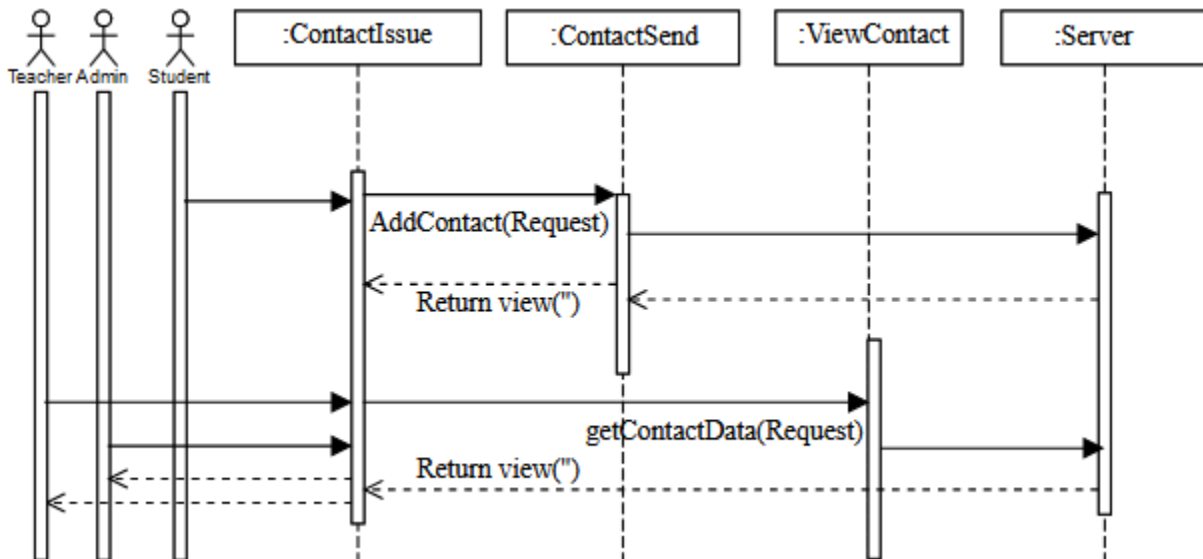 :ContactIssue
:ContactSend
:ViewContact
:Server
Teacher
Admin
Student
AddContact(Request)
Return view('')
getContactData(Request)
Return view('')